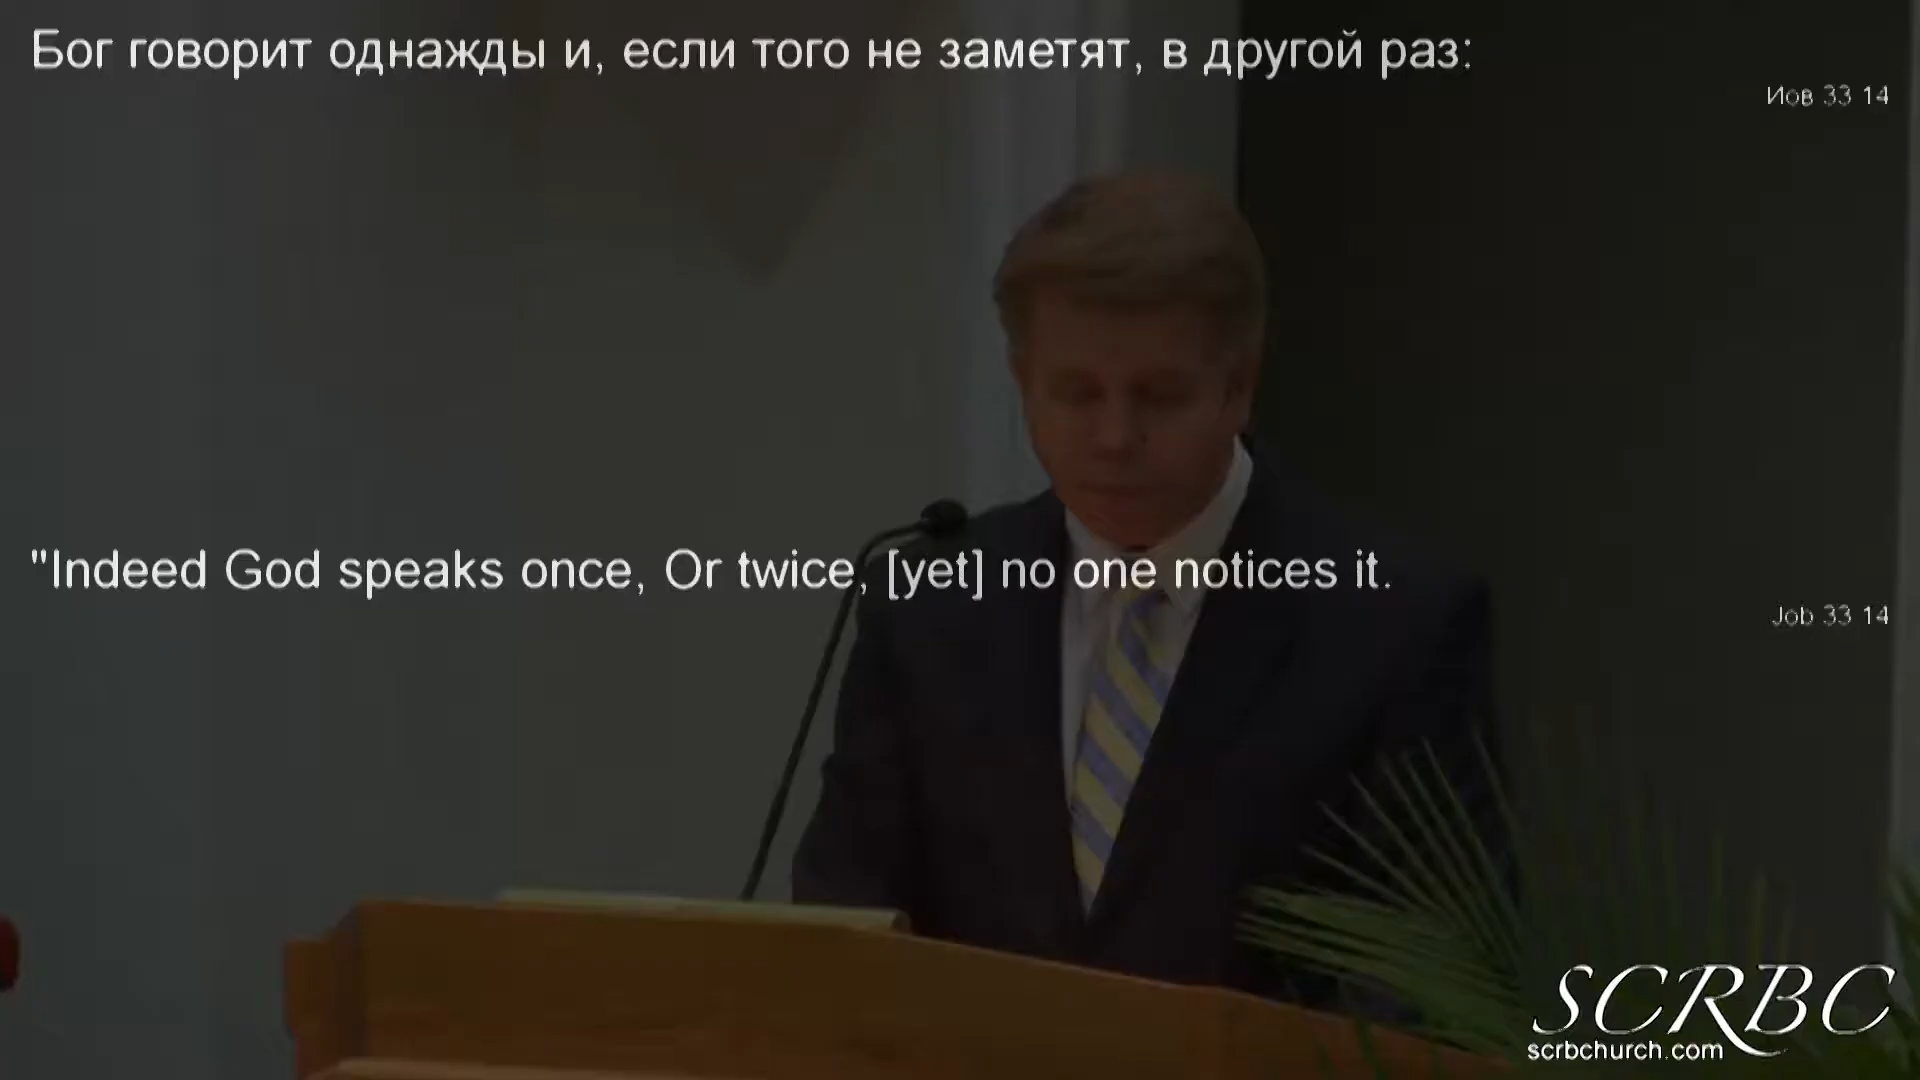 Бог говорит однажды и, если того не заметят, в другой раз:
Иов 33 14
"Indeed God speaks once, Or twice, [yet] no one notices it.
Job 33 14
SCRBC
scrbchurch.com